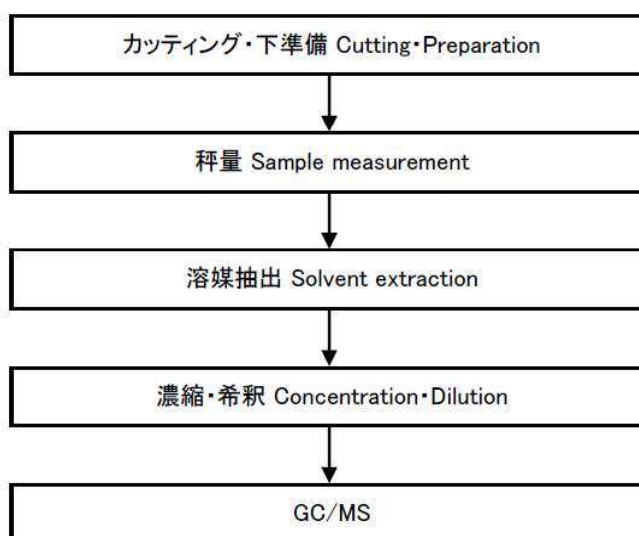 カッティング・下準備 Cutting・Preparation
秤量 Sample measurement
溶媒抽出 Solvent extraction
濃縮・希釈 Concentration・Dilution
GC/MS